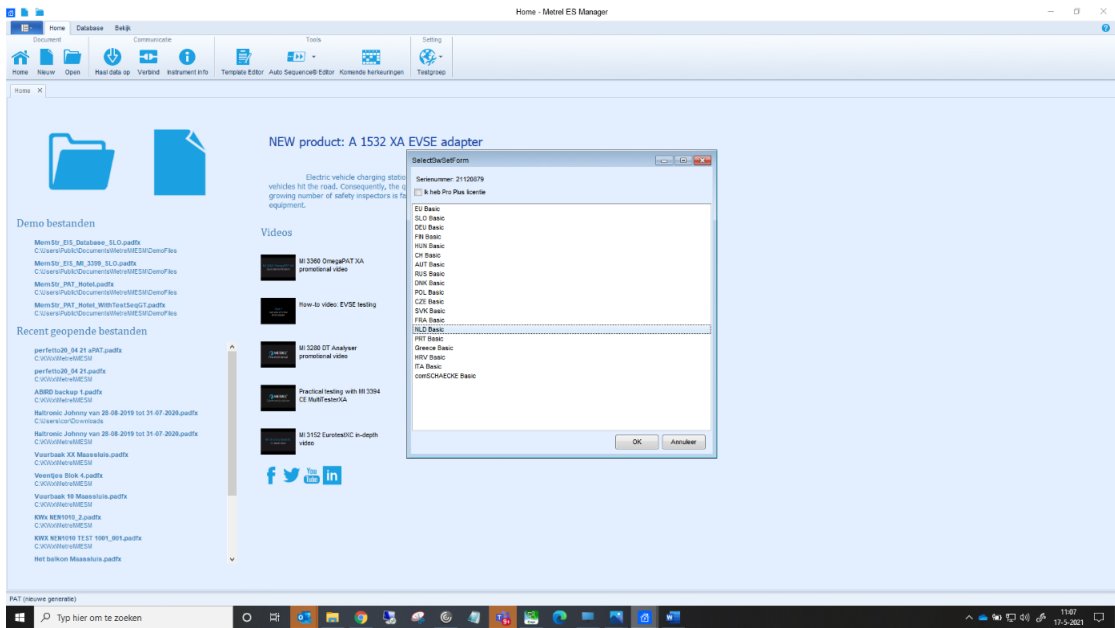 Home - Metrel ES Manager
Home Database Bekijk
Document Communicatie Tools Setting
Home Nieuw Open Haal data op Verbind Instrument info Template Editor Auto Sequence® Editor Komende herkeuringen Testgroep
Home X
NEW product: A 1532 XA EVSE adapter
Electric vehicle charging static
vehicles hit the road. Consequently, the q
growing number of safety inspectors is fa
equipment.
Demo bestanden
MemStr_EIS_Database_SLO.padfx
C:\Users\Public\Documents\Metrel\MESM\DemoFiles
MemStr_EIS_MI_3399_SLO.padfx
C:\Users\Public\Documents\Metrel\MESM\DemoFiles
MemStr_PAT_Hotel.padfx
C:\Users\Public\Documents\Metrel\MESM\DemoFiles
MemStr_PAT_Hotel_WithTestSeqGT.padfx
C:\Users\Public\Documents\Metrel\MESM\DemoFiles
Recent geopende bestanden
perfetto20_04 21 aPAT.padfx
C:\KWx\Metrel\MESM
perfetto20_04 21.padfx
C:\KWx\Metrel\MESM
ABIRD backup 1.padfx
C:\KWx\Metrel\MESM
Haltronic Johnny van 28-08-2019 tot 31-07-2020.padfx
C:\Users\cor\Downloads
Haltronic Johnny van 28-08-2019 tot 31-07-2020.padfx
C:\KWx\Metrel\MESM
Vuurbaak XX Maassluis.padfx
C:\KWx\Metrel\MESM
Veentjes Blok 4.padfx
C:\KWx\Metrel\MESM
Vuurbaak 18 Maassluis.padfx
C:\KWx\Metrel\MESM
KWx NEN1010_2.padfx
C:\KWx\Metrel\MESM
KWX NEN1010 TEST 1001_001.padfx
C:\KWx\Metrel\MESM
Het balkon Maassluis.padfx
Videos
MI 3360 OmegaPAT XA
promotional video
How-to video: EVSE testing
MI 3280 DT Analyser
promotional video
Practical testing with MI 3394
CE MultiTesterXA
MI 3152 EurotestXC in-depth
video
You
Tube
SelectSwSetForm
Serienummer: 21120879
Ik heb Pro Plus licentie
EU Basic
SLO Basic
DEU Basic
FIN Basic
HUN Basic
CH Basic
AUT Basic
RUS Basic
DNK Basic
POL Basic
CZE Basic
SVK Basic
FRA Basic
NLD Basic
PRT Basic
Greece Basic
HRV Basic
ITA Basic
comSCHAECKE Basic
OK Annuleer
PAT (nieuwe generatie)
Typ hier om te zoeken
11:07
17-5-2021